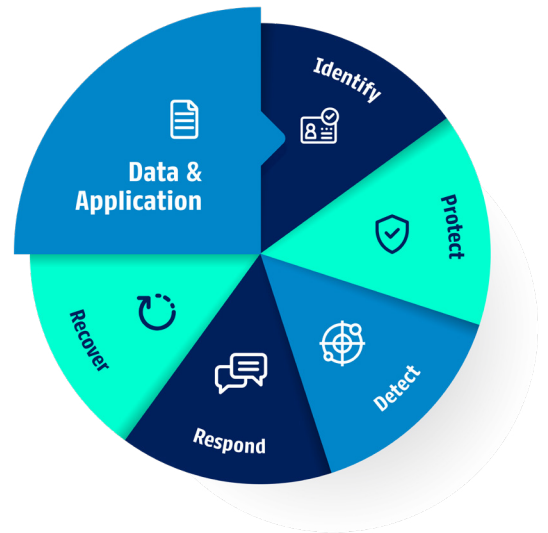 Data &
Application
Identify
Protect
Detect
Respond
Recover